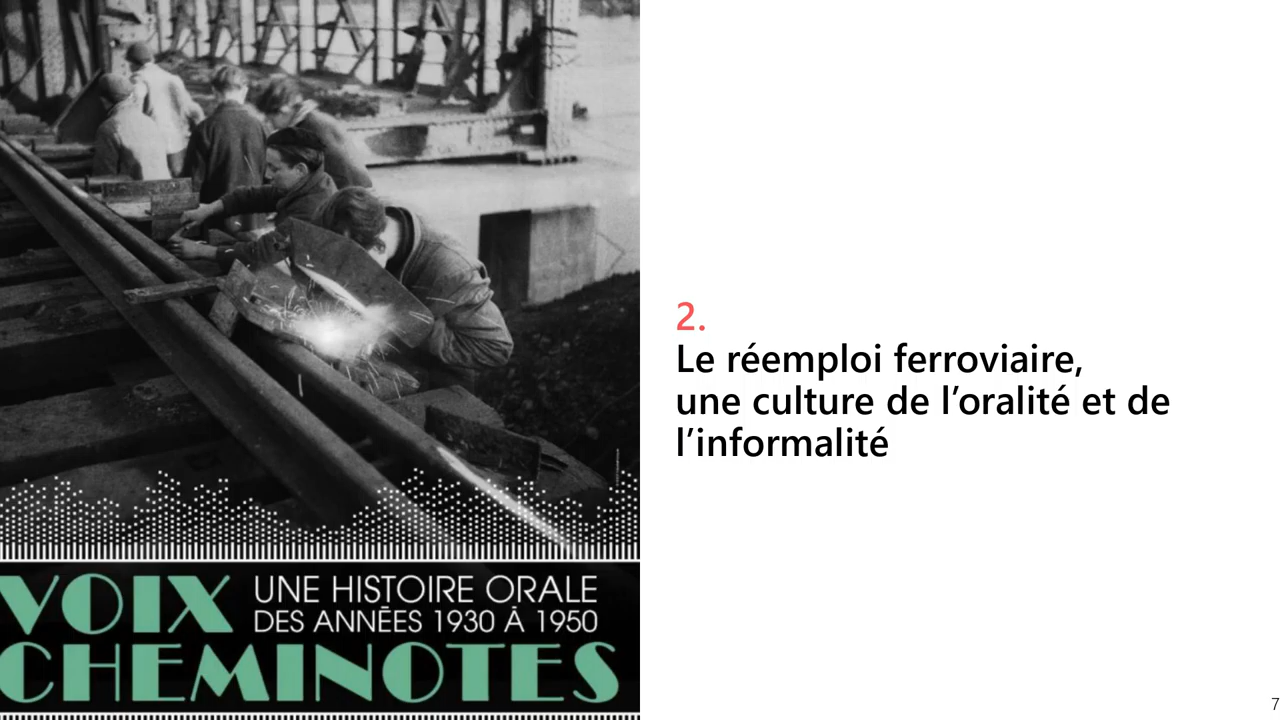 VOIX
UNE HISTOIRE ORALE
DES ANNÉES 1930 À 1950
CHEMINOTES
2.
Le réemploi ferroviaire,
une culture de l’oralité et de
l’informalité
7